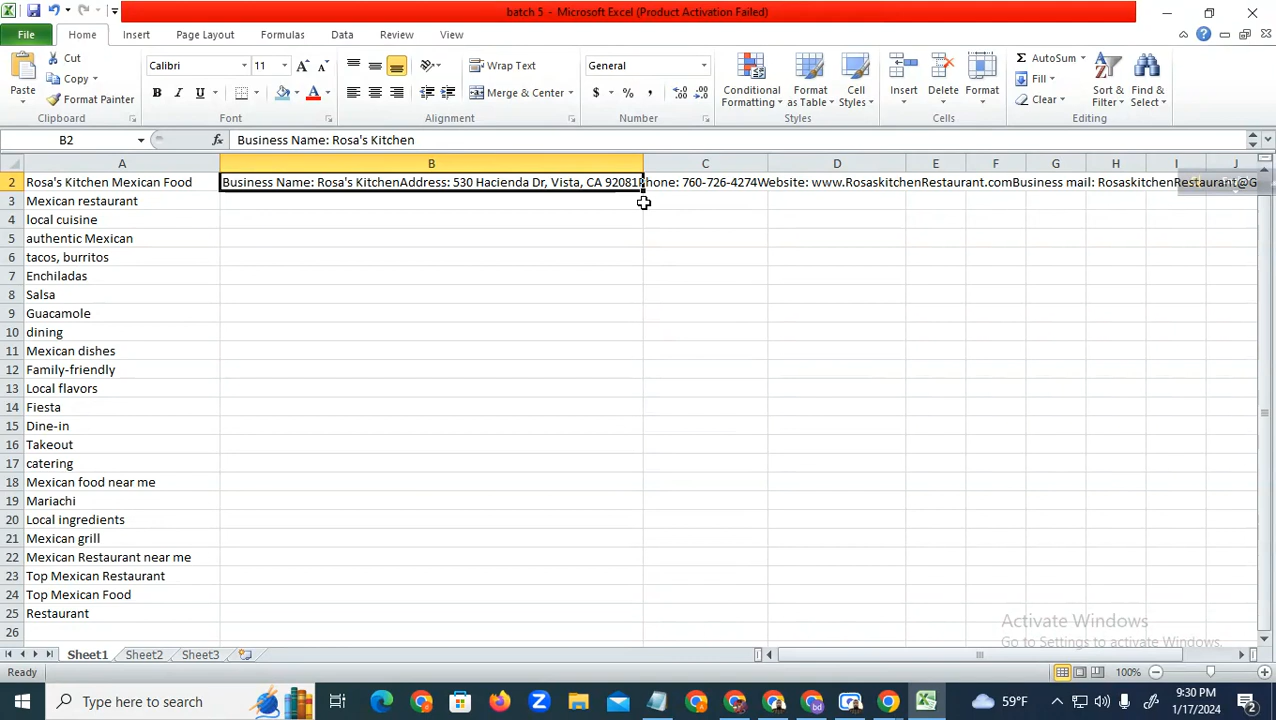 batch 5 - Microsoft Excel (Product Activation Failed)
File Home Insert Page Layout Formulas Data Review View
Paste
Cut
Copy
Format Painter
Clipboard
Calibri 11
B I U
Font
Wrap Text
Merge & Center
Alignment
General
$ % ,
Number
Conditional Formatting
Format as Table
Cell Styles
Styles
Insert
Delete
Format
Cells
AutoSum
Fill
Clear
Sort & Filter
Find & Select
Editing
B2 fx Business Name: Rosa's Kitchen
A B C D E F G H I J
2 Rosa's Kitchen Mexican Food Business Name: Rosa's KitchenAddress: 530 Hacienda Dr, Vista, CA 92081Phone: 760-726-4274Website: www.RosaskitchenRestaurant.comBusiness mail: RosaskitchenRestaurant@G
3 Mexican restaurant
4 local cuisine
5 authentic Mexican
6 tacos, burritos
7 Enchiladas
8 Salsa
9 Guacamole
10 dining
11 Mexican dishes
12 Family-friendly
13 Local flavors
14 Fiesta
15 Dine-in
16 Takeout
17 catering
18 Mexican food near me
19 Mariachi
20 Local ingredients
21 Mexican grill
22 Mexican Restaurant near me
23 Top Mexican Restaurant
24 Top Mexican Food
25 Restaurant
26
Activate Windows
Go to Settings to activate Windows.
Sheet1 Sheet2 Sheet3
Ready 100%
Type here to search
59°F
9:30 PM
1/17/2024
2